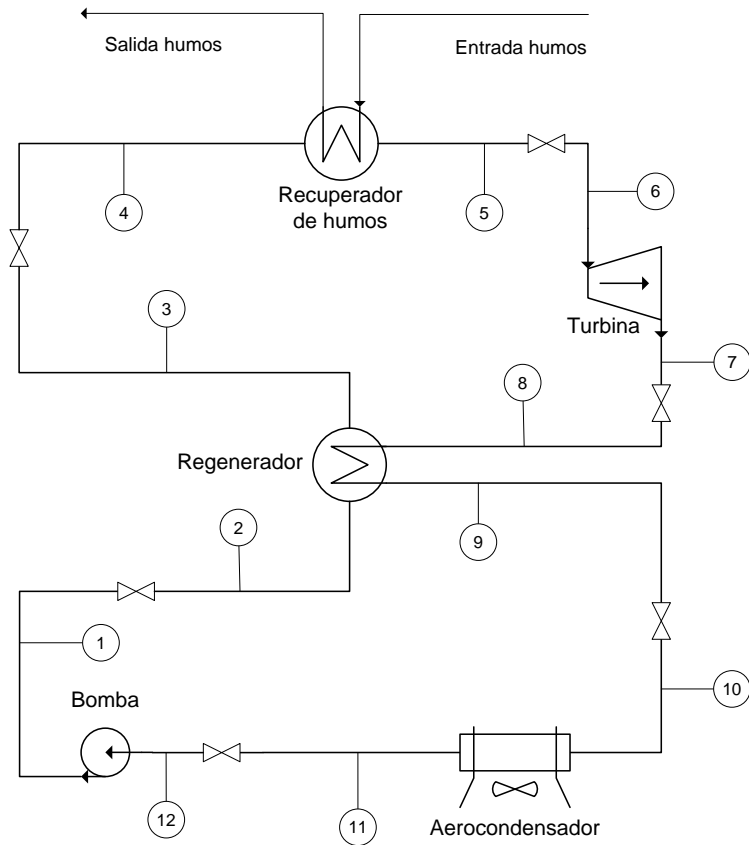 Salida humos
Entrada humos
Recuperador
de humos
4
5
6
3
Turbina
7
8
Regenerador
9
2
1
10
Bomba
12
11
Aerocondensador